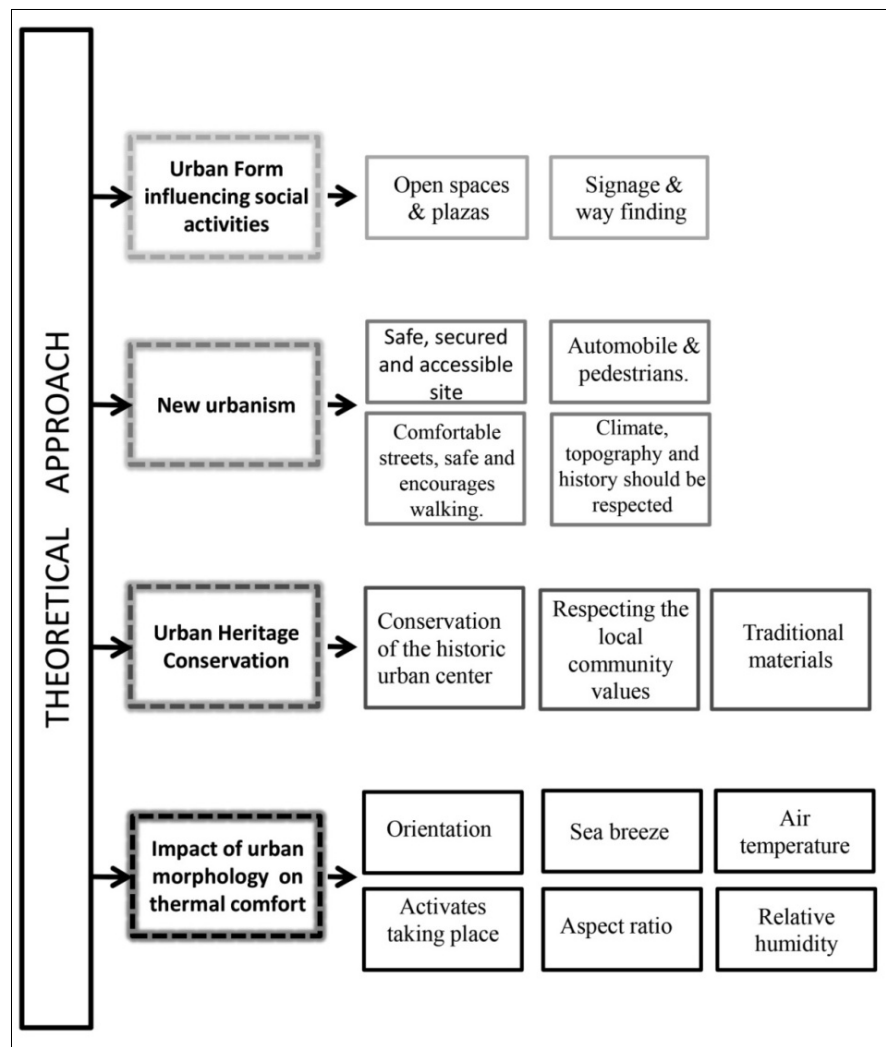 THEORETICAL APPROACH
Urban Form
influencing social
activities
Open spaces
& plazas
Signage &
way finding
New urbanism
Safe, secured
and accessible
site
Automobile &
pedestrians.
Comfortable
streets, safe and
encourages
walking.
Climate,
topography and
history should be
respected
Urban Heritage
Conservation
Conservation
of the historic
urban center
Respecting the
local
community
values
Traditional
materials
Impact of urban
morphology on
thermal comfort
Orientation
Sea breeze
Air
temperature
Activates
taking place
Aspect ratio
Relative
humidity